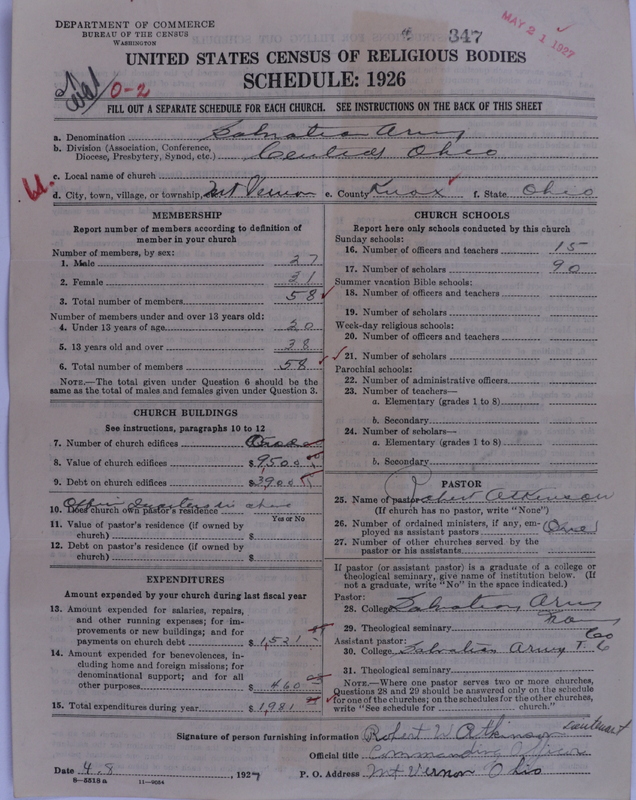 DEPARTMENT OF COMMERCE
BUREAU OF THE CENSUS
WASHINGTON
347
MAY 21 1927
UNITED STATES CENSUS OF RELIGIOUS BODIES
SCHEDULE: 1926
0-2
FILL OUT A SEPARATE SCHEDULE FOR EACH CHURCH. SEE INSTRUCTIONS ON THE BACK OF THIS SHEET
a. Denomination Salvation Army
b. Division (Association, Conference, Diocese, Presbytery, Synod, etc.) Ohio
c. Local name of church
d. City, town, village, or township, Mt Vernon e. County Knox f. State Ohio
MEMBERSHIP
Report number of members according to definition of member in your church
Number of members, by sex:
1. Male 27
2. Female 31
3. Total number of members 58
Number of members under and over 13 years old:
4. Under 13 years of age 20
5. 13 years old and over 38
6. Total number of members 58
NOTE.—The total given under Question 6 should be the same as the total of males and females given under Question 3.
CHURCH BUILDINGS
See instructions, paragraphs 10 to 12
7. Number of church edifices One
8. Value of church edifices $9500
9. Debt on church edifices $3900
10. Does church own pastor's residence
Yes or No
11. Value of pastor's residence (if owned by church) $
12. Debt on pastor's residence (if owned by church) $
EXPENDITURES
Amount expended by your church during last fiscal year
13. Amount expended for salaries, repairs, and other running expenses; for improvements or new buildings; and for payments on church debt $1,521
14. Amount expended for benevolences, including home and foreign missions; for denominational support; and for all other purposes $460
15. Total expenditures during year $1,981
CHURCH SCHOOLS
Report here only schools conducted by this church
Sunday schools:
16. Number of officers and teachers 15
17. Number of scholars 90
Summer vacation Bible schools:
18. Number of officers and teachers
19. Number of scholars
Week-day religious schools:
20. Number of officers and teachers
21. Number of scholars
Parochial schools:
22. Number of administrative officers
23. Number of teachers—
a. Elementary (grades 1 to 8)
b. Secondary
24. Number of scholars—
a. Elementary (grades 1 to 8)
b. Secondary
PASTOR
25. Name of pastor Robert Atkinson
(If church has no pastor, write "None")
26. Number of ordained ministers, if any, employed as assistant pastors One
27. Number of other churches served by the pastor or his assistants
If pastor (or assistant pastor) is a graduate of a college or theological seminary, give name of institution below. (If not a graduate, write "No" in the space indicated.)
Pastor:
28. College Salvation Army
29. Theological seminary No
Assistant pastor:
30. College Salvation Army T. C
31. Theological seminary
NOTE.—Where one pastor serves two or more churches, Questions 28 and 29 should be answered only on the schedule for one of the churches; on the schedules for the other churches, write "See schedule for church."
Signature of person furnishing information Robert W. Atkinson Lieutenant
Official title Commanding Officer
Date 4.8, 1927 P. O. Address Mt Vernon Ohio
8—5518a 11—9054